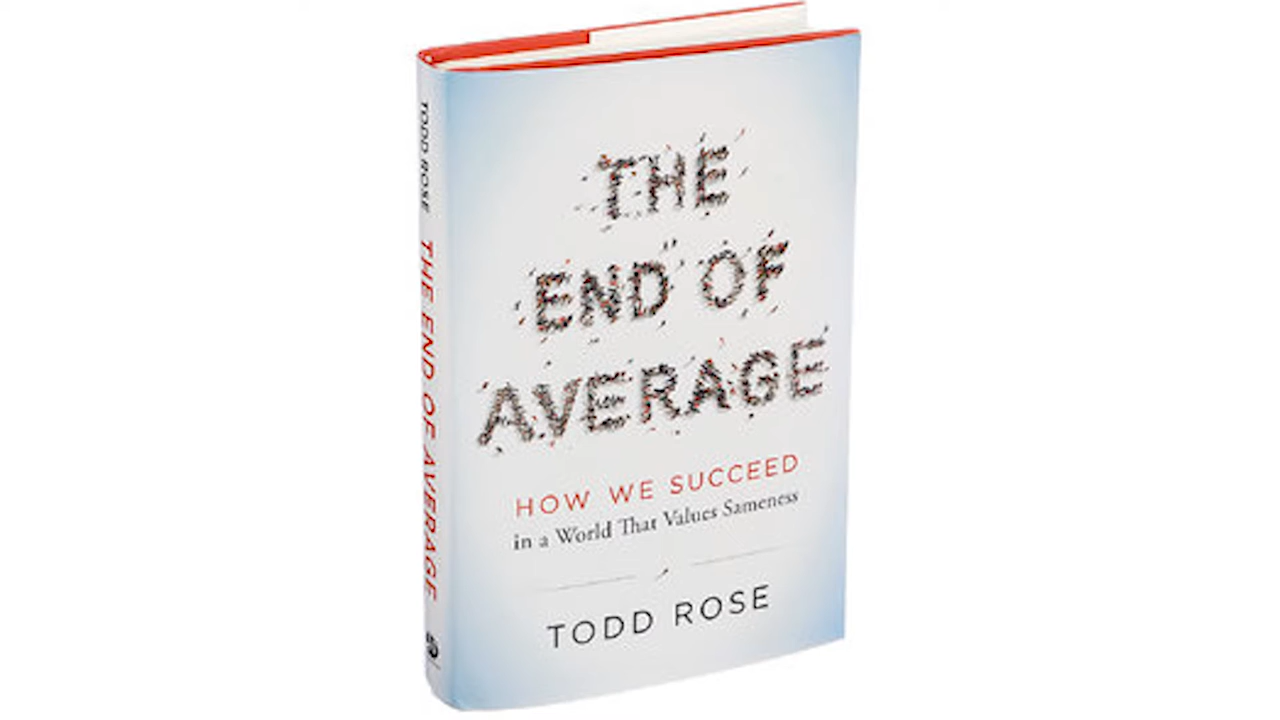 TODD ROSE THE END OF AVERAGE
THE
END OF
AVERAGE
HOW WE SUCCEED
in a World That Values Sameness
TODD ROSE